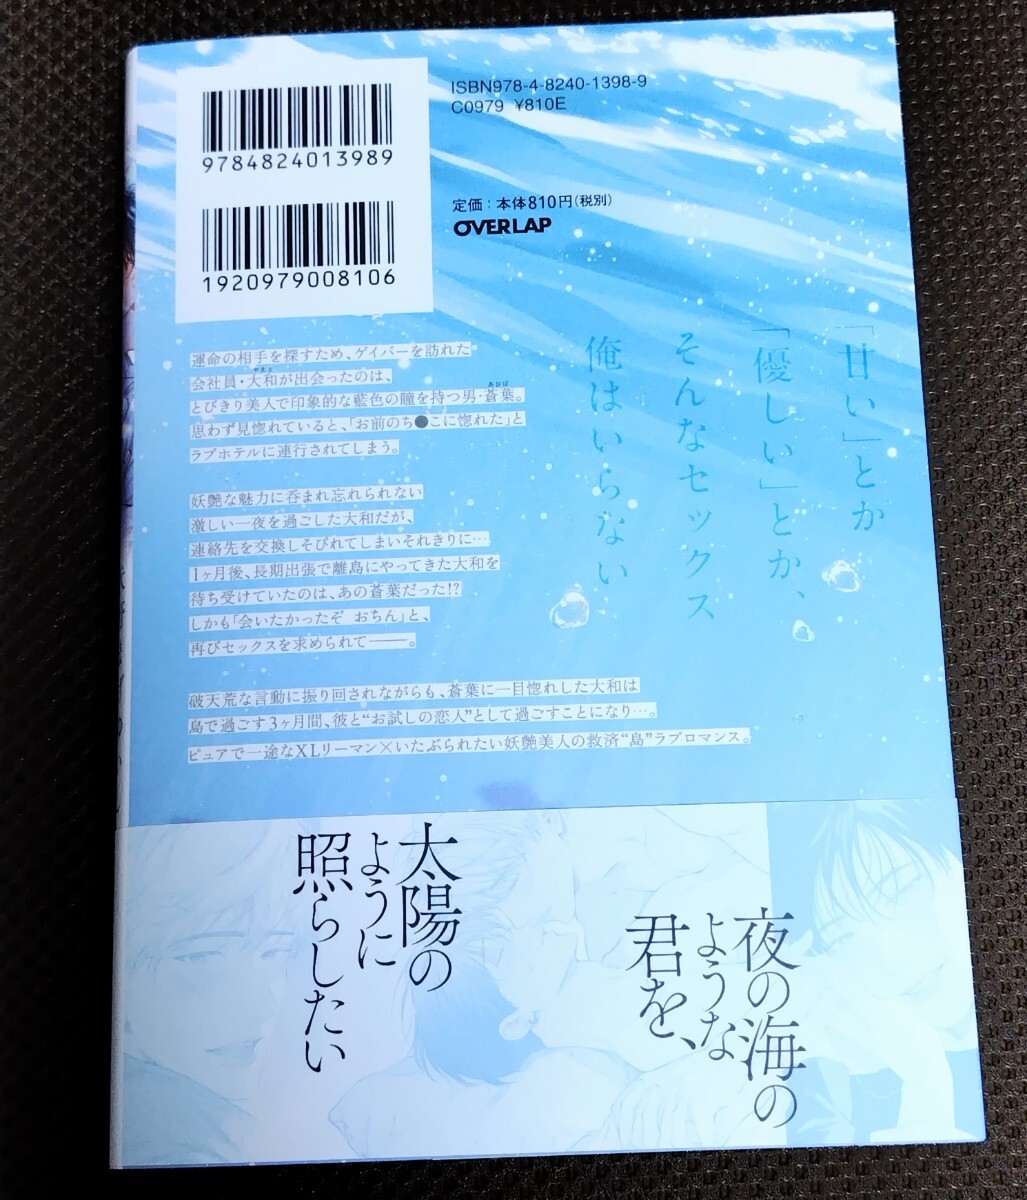 ISBN978-4-8240-1398-9
C0979 ¥810E
9784824013989
定価：本体810円（税別）
OVERLAP
1920979008106
「甘い」とか
「優しい」とか、
そんなセックス
俺はいらない
運命の相手を探すため、ゲイバーを訪れた
会社員・大和が出会ったのは、
とびきり美人で印象的な藍色の瞳を持つ男・蒼葉。
思わず見惚れていると、「お前のち●こに惚れた」と
ラブホテルに連行されてしまう。
妖艶な魅力に呑まれ忘れられない
激しい一夜を過ごした大和だが、
連絡先を交換しそびれてしまいそれきりに…
1ヶ月後、長期出張で離島にやってきた大和を
待ち受けていたのは、あの蒼葉だった!?
しかも「会いたかったぞ おちん」と、
再びセックスを求められて――。
破天荒な言動に振り回されながらも、蒼葉に一目惚れした大和は
島で過ごす3ヶ月間、彼と“お試しの恋人”として過ごすことになり…。
ピュアで一途なXLリーマン×いたぶられたい妖艶美人の救済“島”ラブロマンス。
夜の海の
ような
君を、
太陽の
ように
照らしたい